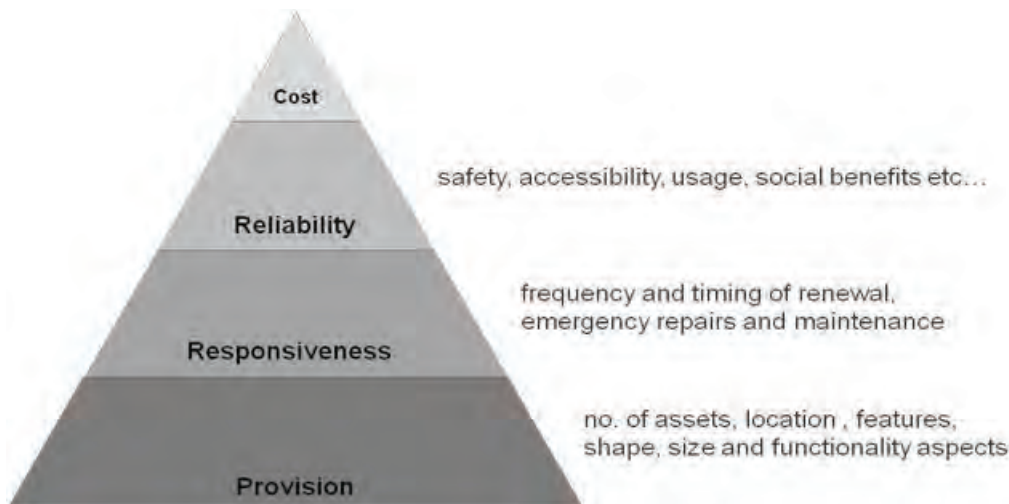 Cost
safety, accessibility, usage, social benefits etc...
Reliability
frequency and timing of renewal,
emergency repairs and maintenance
Responsiveness
no. of assets, location , features,
shape, size and functionality aspects
Provision